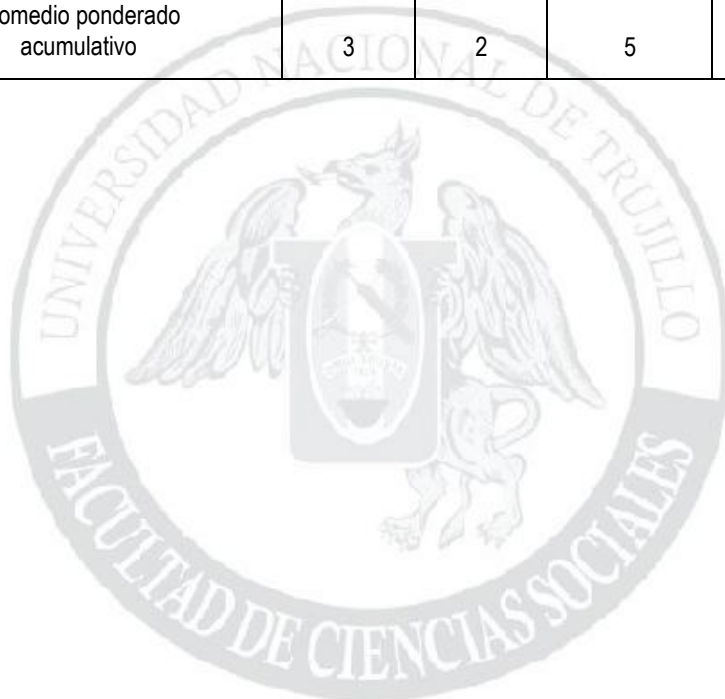 omedio ponderado
acumulativo 3 2 5
UNIVERSIDAD NACIONAL DE TRUJILLO
FACULTAD DE CIENCIAS SOCIALES